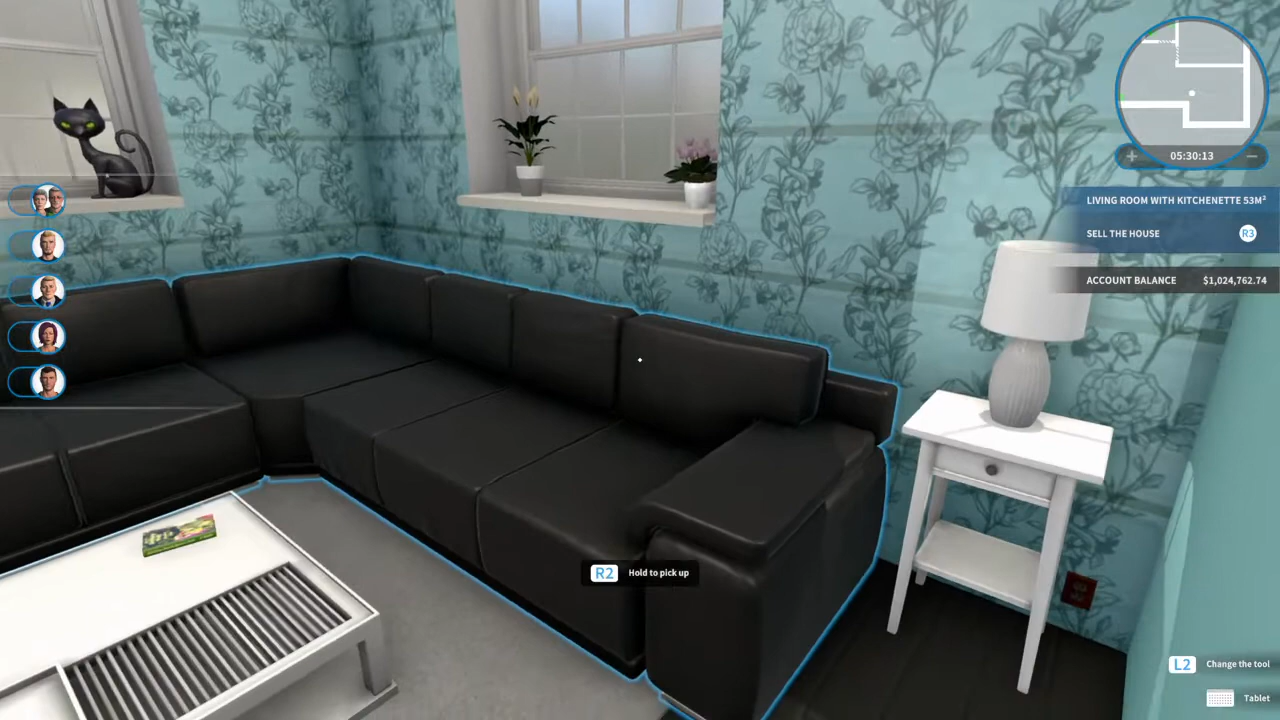 05:30:13
LIVING ROOM WITH KITCHENETTE 53M²
SELL THE HOUSE R3
ACCOUNT BALANCE $1,024,762.74
R2 Hold to pick up
L2 Change the tool
Tablet